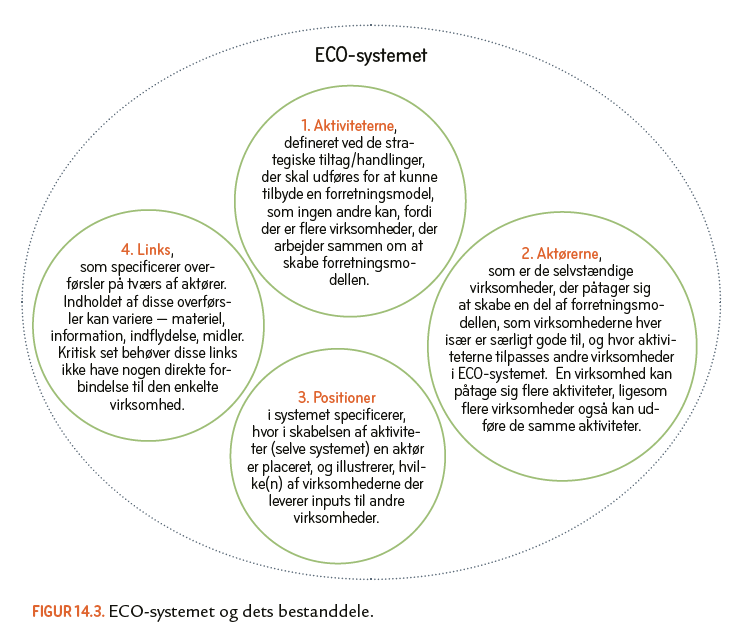 ECO-systemet
1. Aktiviteterne,
defineret ved de stra-
tegiske tiltag/handlinger,
der skal udføres for at kunne
tilbyde en forretningsmodel,
som ingen andre kan, fordi
der er flere virksomheder, der
arbejder sammen om at
skabe forretningsmo-
dellen.
2. Aktørerne,
som er de selvstændige
virksomheder, der påtager sig
at skabe en del af forretningsmo-
dellen, som virksomhederne hver
især er særligt gode til, og hvor aktivi-
teterne tilpasses andre virksomheder
i ECO-systemet. En virksomhed kan
påtage sig flere aktiviteter, ligesom
flere virksomheder også kan ud-
føre de samme aktiviteter.
3. Positioner
i systemet specificerer,
hvor i skabelsen af aktivite-
ter (selve systemet) en aktør
er placeret, og illustrerer, hvil-
ke(n) af virksomhederne der
leverer inputs til andre
virksomheder.
4. Links,
som specificerer over-
førsler på tværs af aktører.
Indholdet af disse overførs-
ler kan variere – materiel,
information, indflydelse, midler.
Kritisk set behøver disse links
ikke have nogen direkte for-
bindelse til den enkelte
virksomhed.
FIGUR 14.3. ECO-systemet og dets bestanddele.